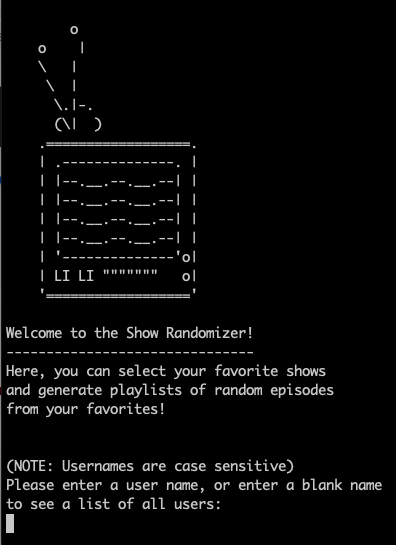 LI LI """""""
Welcome to the Show Randomizer!
-------------------------------
Here, you can select your favorite shows
and generate playlists of random episodes
from your favorites!
(NOTE: Usernames are case sensitive)
Please enter a user name, or enter a blank name
to see a list of all users: